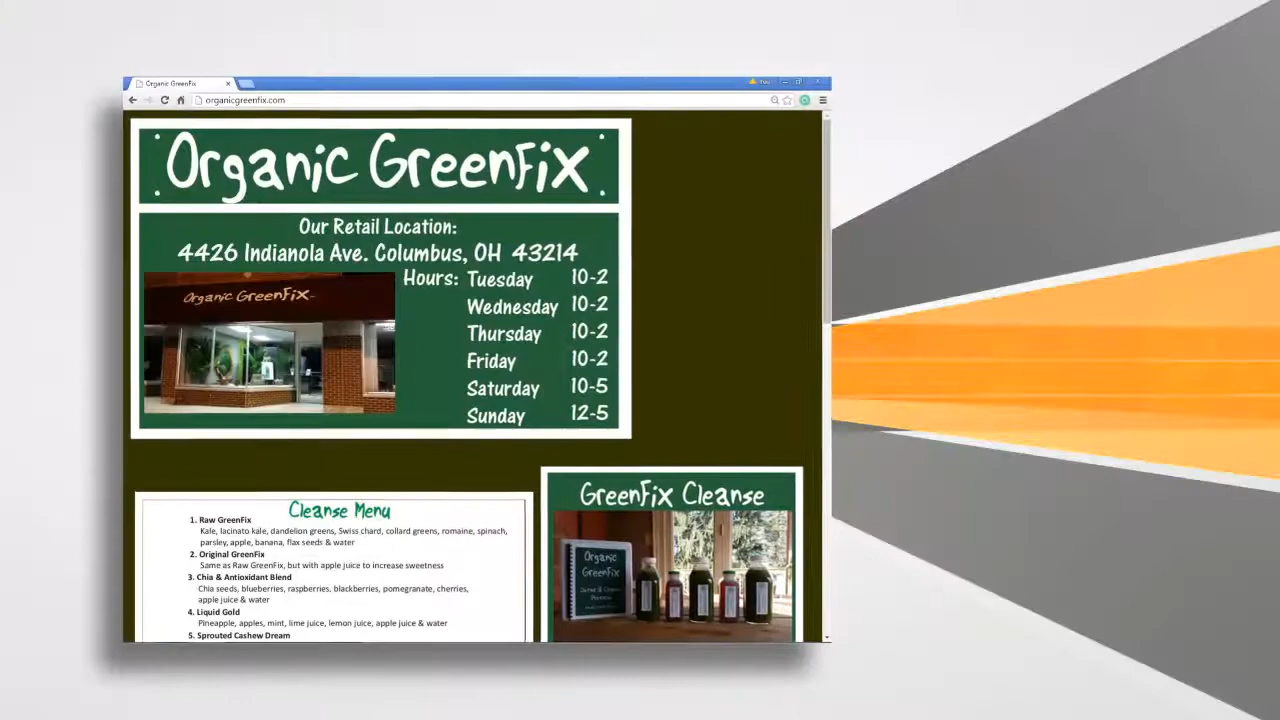 Organic GreenFix
organicgreenfix.com
Organic GreenFix
Our Retail Location:
4426 Indianola Ave. Columbus, OH 43214
Organic GreenFix
Hours: Tuesday 10-2
Wednesday 10-2
Thursday 10-2
Friday 10-2
Saturday 10-5
Sunday 12-5
Cleanse Menu
1. Raw GreenFix
Kale, lacinato kale, dandelion greens, Swiss chard, collard greens, romaine, spinach,
parsley, apple, banana, flax seeds & water
2. Original GreenFix
Same as Raw GreenFix, but with apple juice to increase sweetness
3. Chia & Antioxidant Blend
Chia seeds, blueberries, raspberries, blackberries, pomegranate, cherries,
apple juice & water
4. Liquid Gold
Pineapple, apples, mint, lime juice, lemon juice, apple juice & water
5. Sprouted Cashew Dream
GreenFix Cleanse
Organic
GreenFix